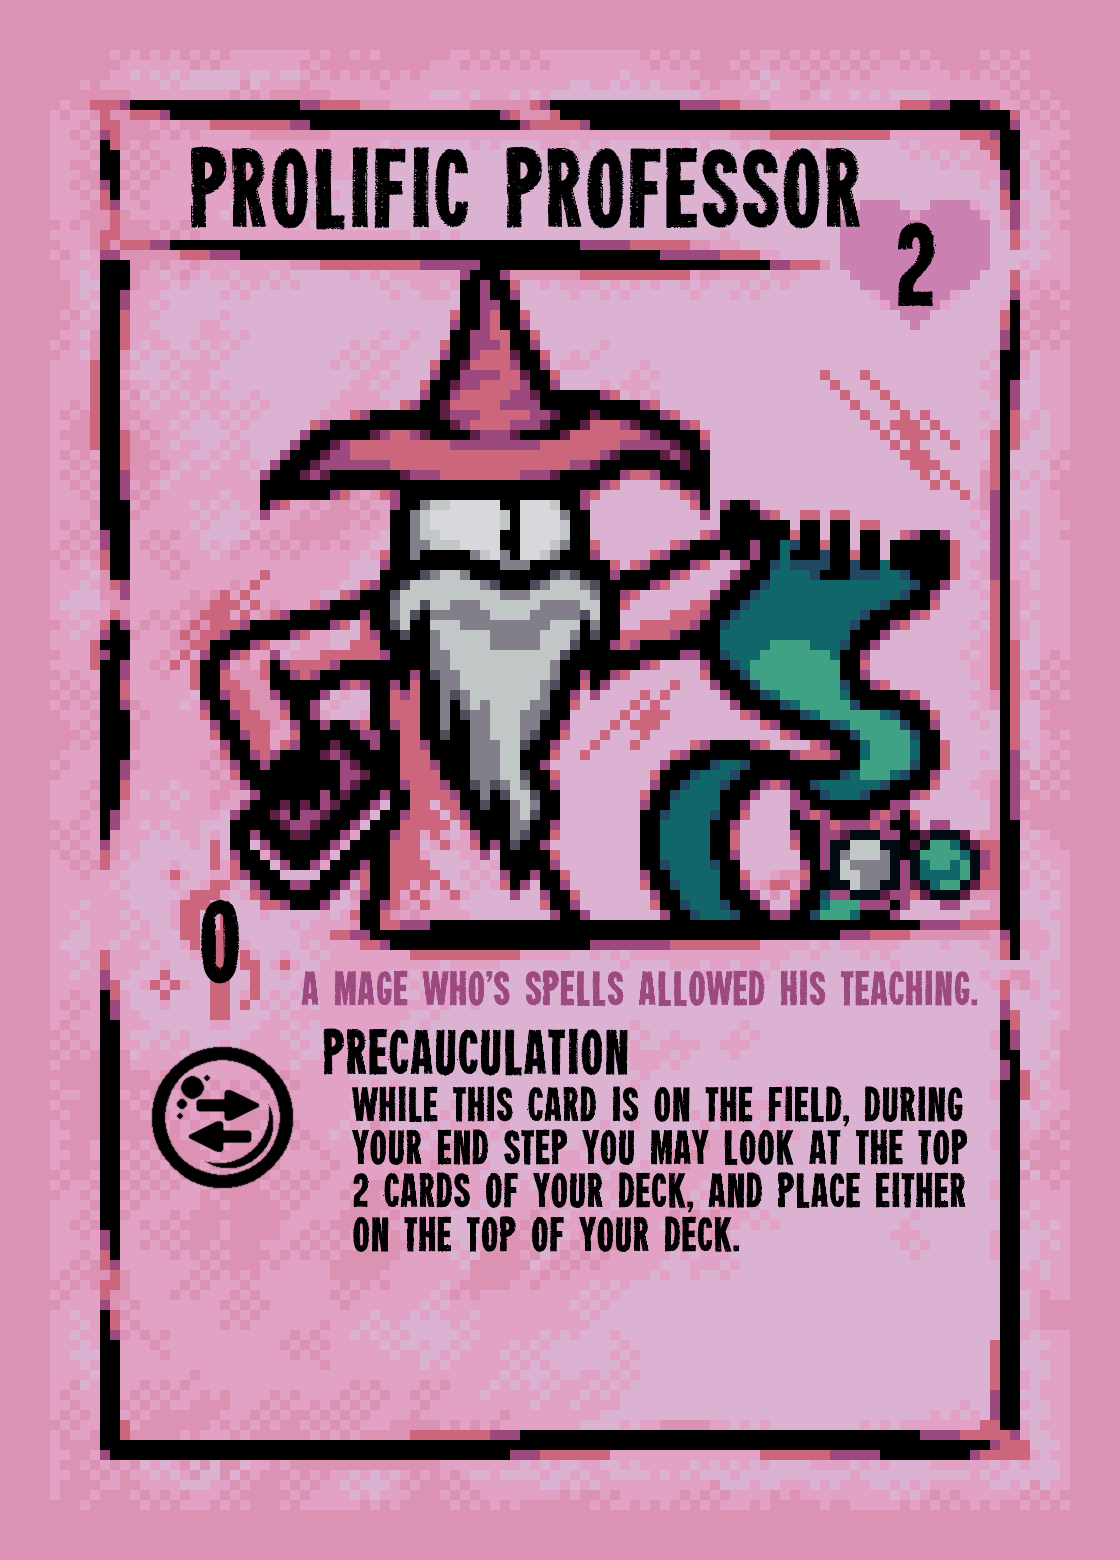 PROLIFIC PROFESSOR
2
0
A MAGE WHO'S SPELLS ALLOWED HIS TEACHING.
PRECAUCULATION
WHILE THIS CARD IS ON THE FIELD, DURING
YOUR END STEP YOU MAY LOOK AT THE TOP
2 CARDS OF YOUR DECK, AND PLACE EITHER
ON THE TOP OF YOUR DECK.